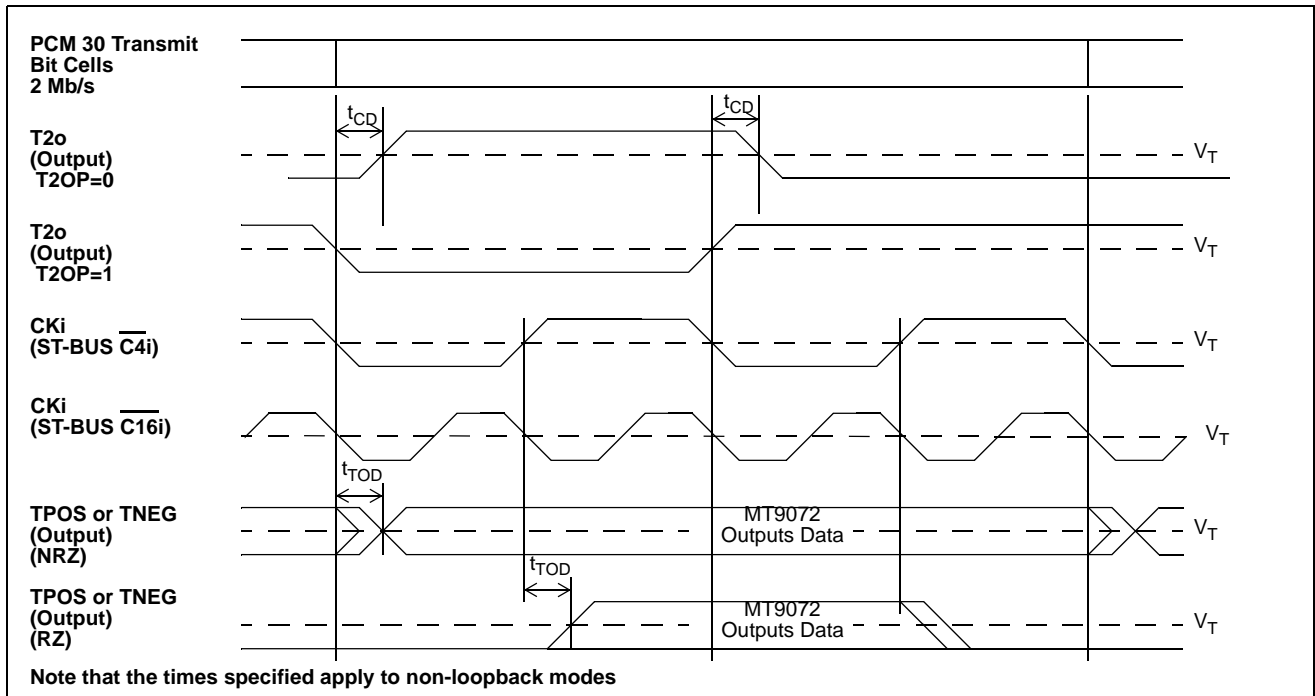 PCM 30 Transmit
Bit Cells
2 Mb/s
tCD
tCD
T2o
(Output)
T2OP=0
VT
T2o
(Output)
T2OP=1
VT
CKi
(ST-BUS C4i)
VT
CKi
(ST-BUS C16i)
VT
tTOD
TPOS or TNEG
(Output)
(NRZ)
MT9072
Outputs Data
VT
tTOD
TPOS or TNEG
(Output)
(RZ)
MT9072
Outputs Data
VT
Note that the times specified apply to non-loopback modes